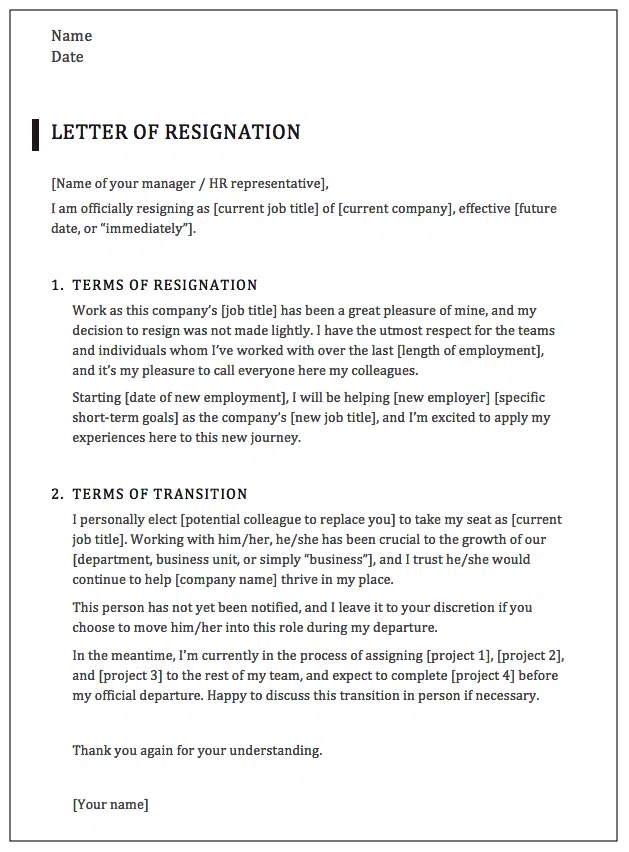 Name
Date
LETTER OF RESIGNATION
[Name of your manager / HR representative],
I am officially resigning as [current job title] of [current company], effective [future
date, or “immediately”].
1. TERMS OF RESIGNATION
Work as this company’s [job title] has been a great pleasure of mine, and my
decision to resign was not made lightly. I have the utmost respect for the teams
and individuals whom I’ve worked with over the last [length of employment],
and it’s my pleasure to call everyone here my colleagues.
Starting [date of new employment], I will be helping [new employer] [specific
short-term goals] as the company’s [new job title], and I’m excited to apply my
experiences here to this new journey.
2. TERMS OF TRANSITION
I personally elect [potential colleague to replace you] to take my seat as [current
job title]. Working with him/her, he/she has been crucial to the growth of our
[department, business unit, or simply “business”], and I trust he/she would
continue to help [company name] thrive in my place.
This person has not yet been notified, and I leave it to your discretion if you
choose to move him/her into this role during my departure.
In the meantime, I’m currently in the process of assigning [project 1], [project 2],
and [project 3] to the rest of my team, and expect to complete [project 4] before
my official departure. Happy to discuss this transition in person if necessary.
Thank you again for your understanding.
[Your name]